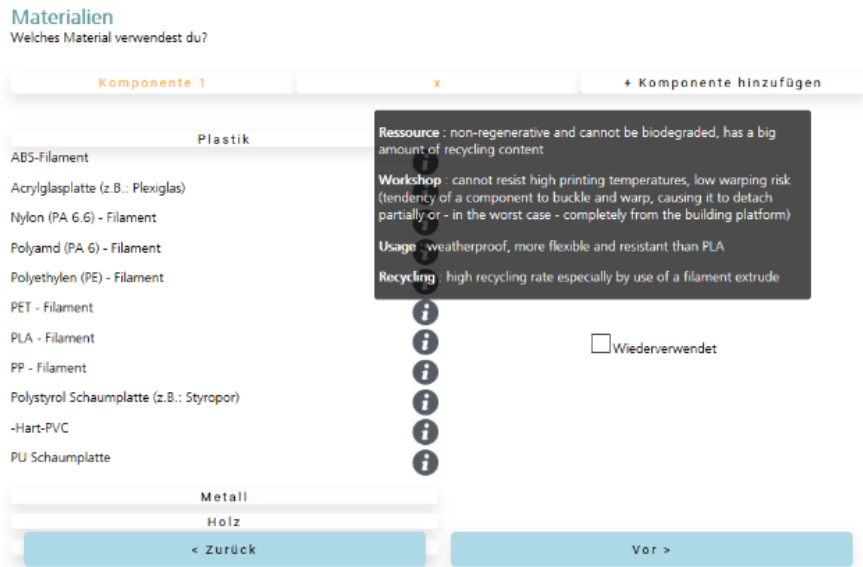 Materialien
Welches Material verwendest du?
Komponente 1
x
+ Komponente hinzufügen
Plastik
ABS-Filament
Acrylglasplatte (z.B.: Plexiglas)
Nylon (PA 6.6) - Filament
Polyamd (PA 6) - Filament
Polyethylen (PE) - Filament
PET - Filament
PLA - Filament
PP - Filament
Polystyrol Schaumplatte (z.B.: Styropor)
-Hart-PVC
PU Schaumplatte
Ressource : non-regenerative and cannot be biodegraded, has a big
amount of recycling content
Workshop : cannot resist high printing temperatures, low warping risk
(tendency of a component to buckle and warp, causing it to detach
partially or - in the worst case - completely from the building platform)
Usage : weatherproof, more flexible and resistant than PLA
Recycling : high recycling rate especially by use of a filament extrude
Wiederverwendet
Metall
Holz
< Zurück
Vor >